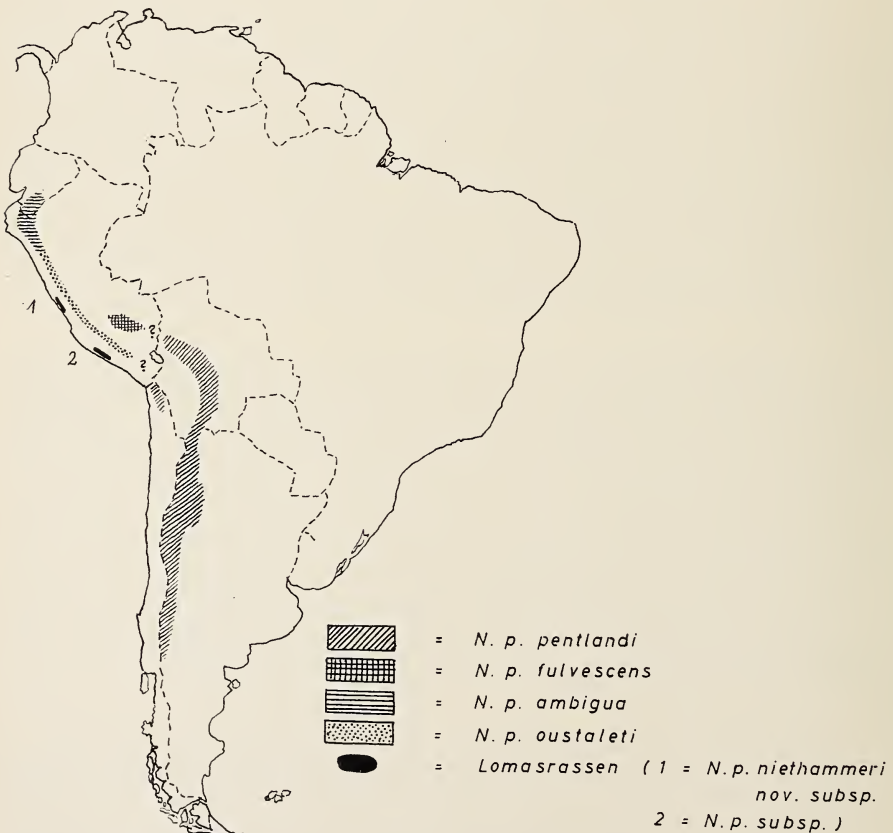 1
2
?
?
= N. p. pentlandi
= N. p. fulvescens
= N. p. ambigua
= N. p. oustaleti
= Lomasrassen ( 1 = N. p. niethammeri
nov. subsp.
2 = N. p. subsp. )